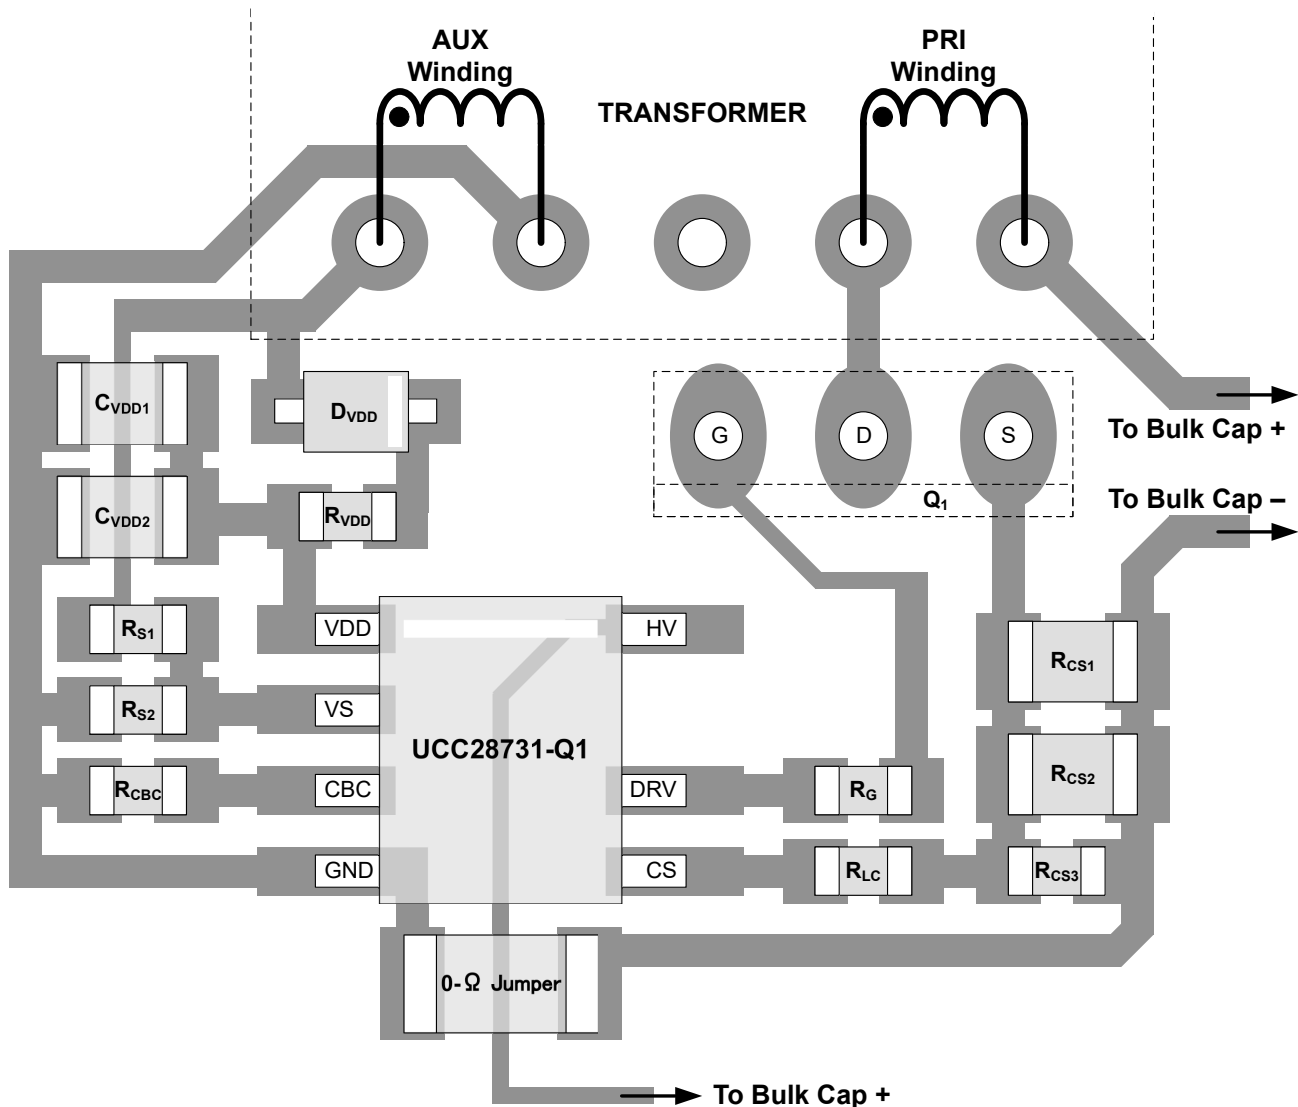 AUX
Winding
PRI
Winding
TRANSFORMER
CVDD1
DVDD
G
D
S
To Bulk Cap +
CVDD2
RVDD
Q1
To Bulk Cap –
RS1
VDD
HV
RCS1
RS2
VS
UCC28731-Q1
RCS2
RCBC
CBC
DRV
RG
GND
CS
RLC
RCS3
0-Ω Jumper
To Bulk Cap +